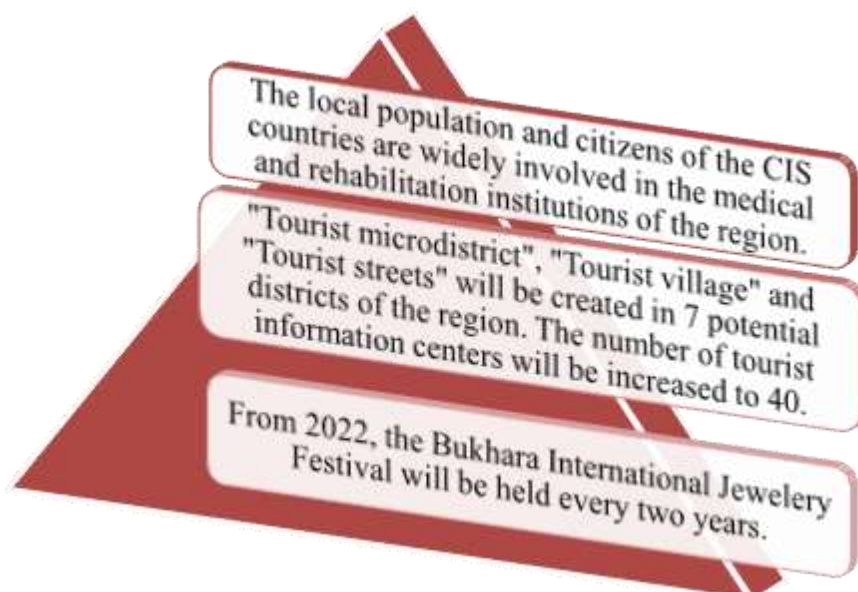 The local population and citizens of the CIS
countries are widely involved in the medical
and rehabilitation institutions of the region.
"Tourist microdistrict", "Tourist village" and
"Tourist streets" will be created in 7 potential
districts of the region. The number of tourist
information centers will be increased to 40.
From 2022, the Bukhara International Jewelery
Festival will be held every two years.